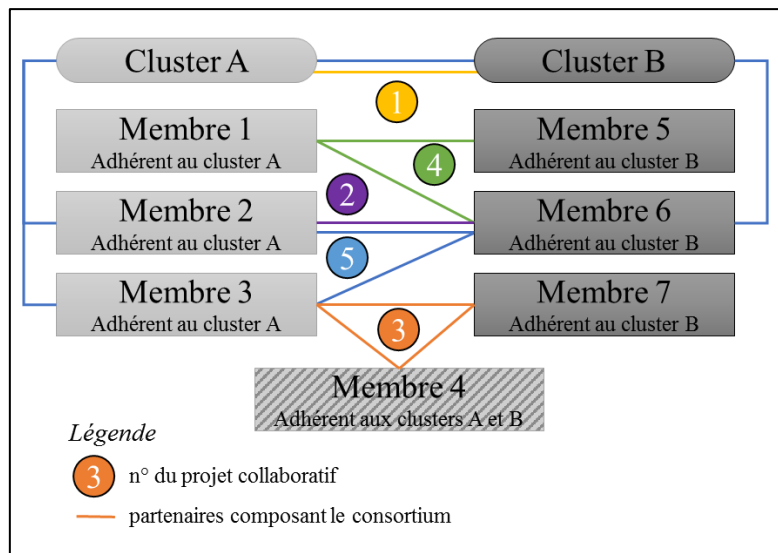 Cluster A
Cluster B
1
Membre 1
Adhérent au cluster A
Membre 5
Adhérent au cluster B
4
2
Membre 2
Adhérent au cluster A
Membre 6
Adhérent au cluster B
5
Membre 3
Adhérent au cluster A
Membre 7
Adhérent au cluster B
3
Membre 4
Adhérent aux clusters A et B
Légende
3 n° du projet collaboratif
partenaires composant le consortium